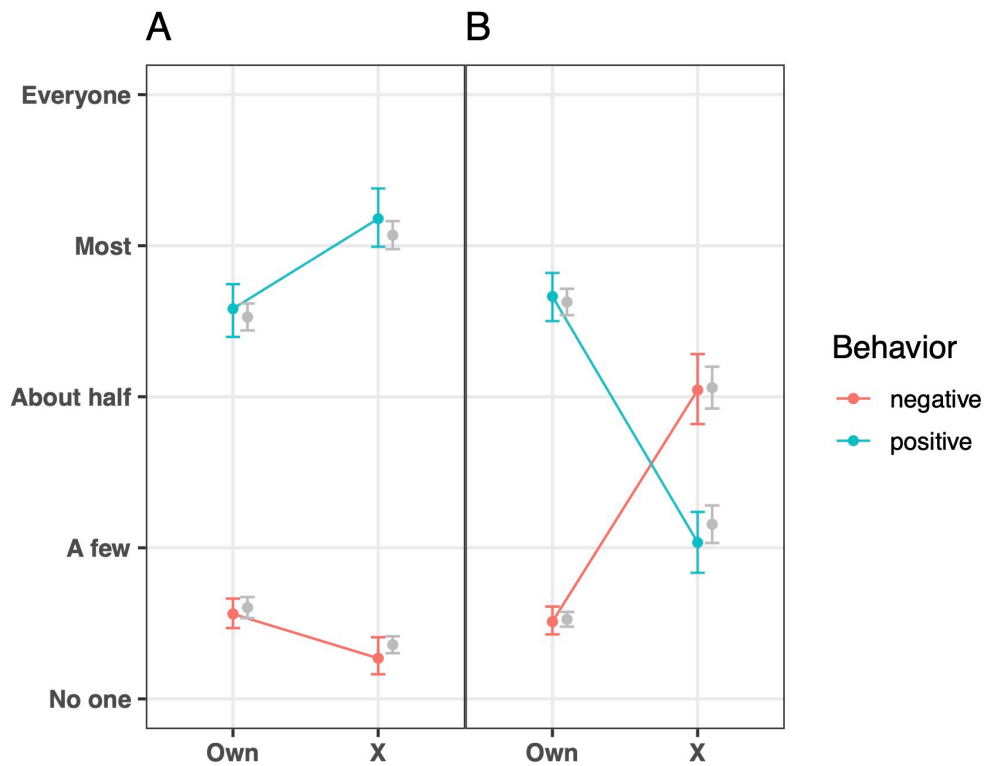 A
B
Everyone
Most
About half
A few
No one
Own
X
Own
X
Behavior
negative
positive